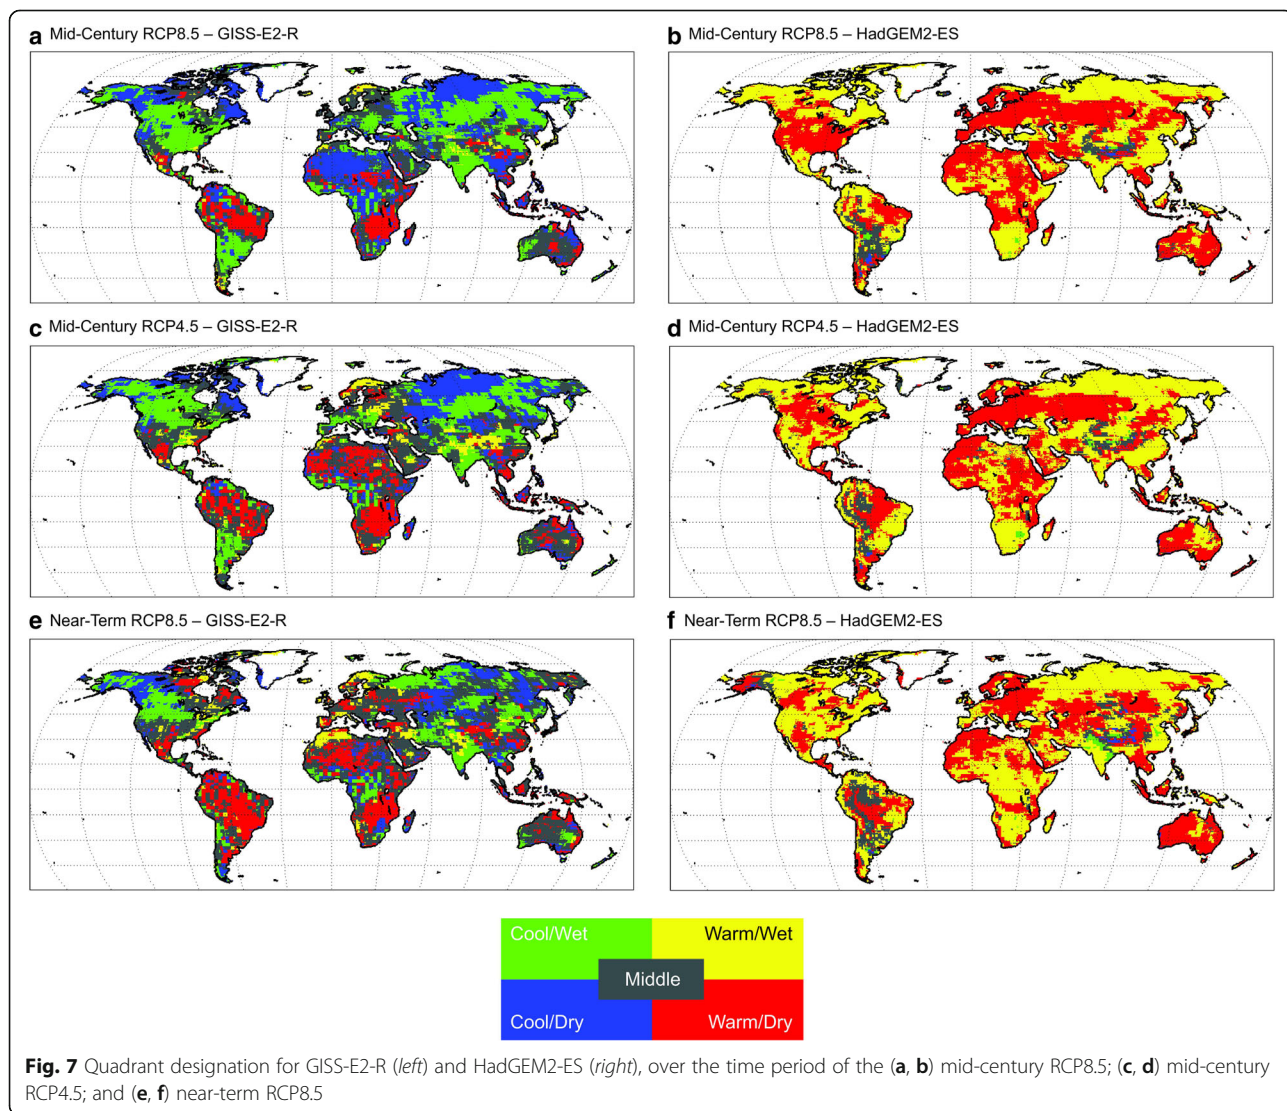 a Mid-Century RCP8.5 – GISS-E2-R
b Mid-Century RCP8.5 – HadGEM2-ES
c Mid-Century RCP4.5 – GISS-E2-R
d Mid-Century RCP4.5 – HadGEM2-ES
e Near-Term RCP8.5 – GISS-E2-R
f Near-Term RCP8.5 – HadGEM2-ES
Cool/Wet
Warm/Wet
Middle
Cool/Dry
Warm/Dry
Fig. 7 Quadrant designation for GISS-E2-R (left) and HadGEM2-ES (right), over the time period of the (a, b) mid-century RCP8.5; (c, d) mid-century
RCP4.5; and (e, f) near-term RCP8.5